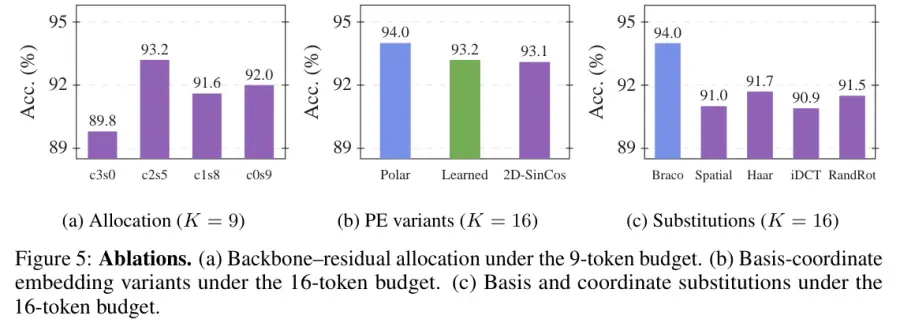 95
92
89
Acc. (%)
89.8
93.2
91.6
92.0
c3s0
c2s5
c1s8
c0s9
(a) Allocation (K = 9)
95
92
89
Acc. (%)
94.0
93.2
93.1
Polar
Learned
2D-SinCos
(b) PE variants (K = 16)
95
92
89
Acc. (%)
94.0
91.0
91.7
90.9
91.5
Braco
Spatial
Haar
iDCT
RandRot
(c) Substitutions (K = 16)
Figure 5: Ablations. (a) Backbone–residual allocation under the 9-token budget. (b) Basis-coordinate
embedding variants under the 16-token budget. (c) Basis and coordinate substitutions under the
16-token budget.